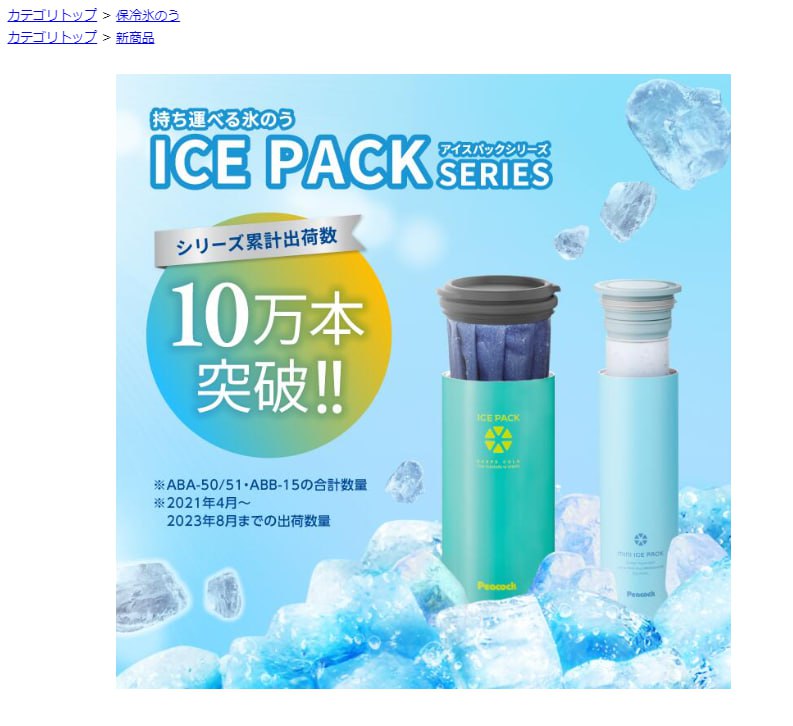 カテゴリトップ > 保冷氷のう
カテゴリトップ > 新商品
持ち運べる氷のう
ICE PACK アイスパックシリーズ SERIES
シリーズ累計出荷数
10万本
突破!!
※ABA-50/51・ABB-15の合計数量
※2021年4月～
2023年8月までの出荷数量
ICE PACK
MINI ICE PACK
Peacock
Peacock